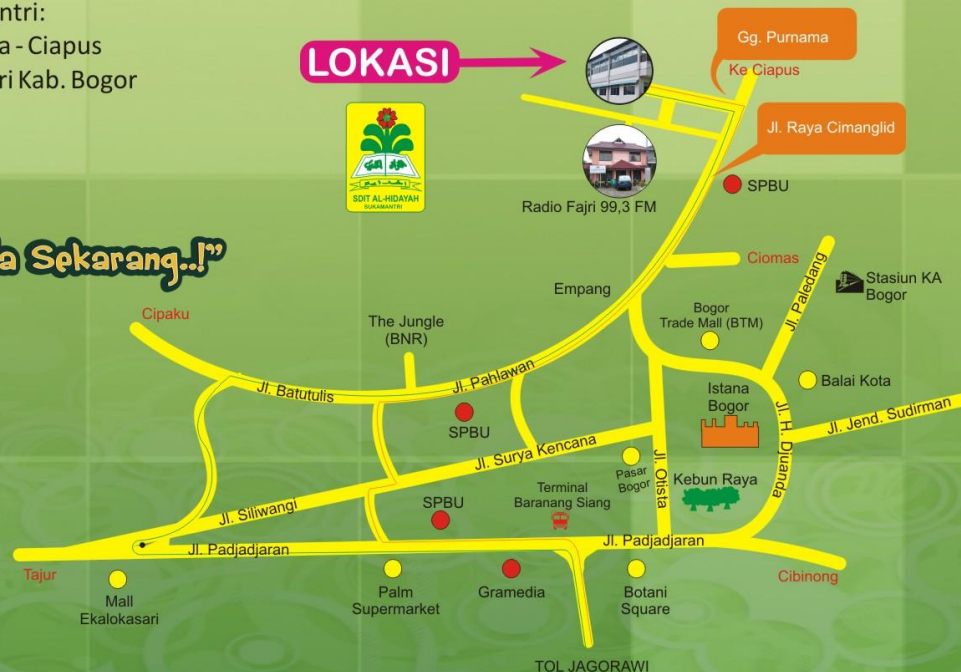 ntri:
a - Ciapus
ri Kab. Bogor
LOKASI
Gg. Purnama
Ke Ciapus
Jl. Raya Cimanglid
SDIT AL-HIDAYAH
SUKAMANTRI
Radio Fajri 99,3 FM
SPBU
a Sekarang..!”
Ciomas
Empang
Stasiun KA
Bogor
Jl. Paledang
Cipaku
The Jungle
(BNR)
Bogor
Trade Mall (BTM)
Jl. Batutulis
Jl. Pahlawan
Balai Kota
Istana
Bogor
SPBU
Jl. Jend. Sudirman
Jl. H. Djuanda
Jl. Surya Kencana
Jl. Otista
Pasar
Bogor
Kebun Raya
Terminal
Baranang Siang
SPBU
Jl. Siliwangi
Jl. Padjadjaran
Jl. Padjadjaran
Tajur
Cibinong
Mall
Ekalokasari
Palm
Supermarket
Gramedia
Botani
Square
TOL JAGORAWI